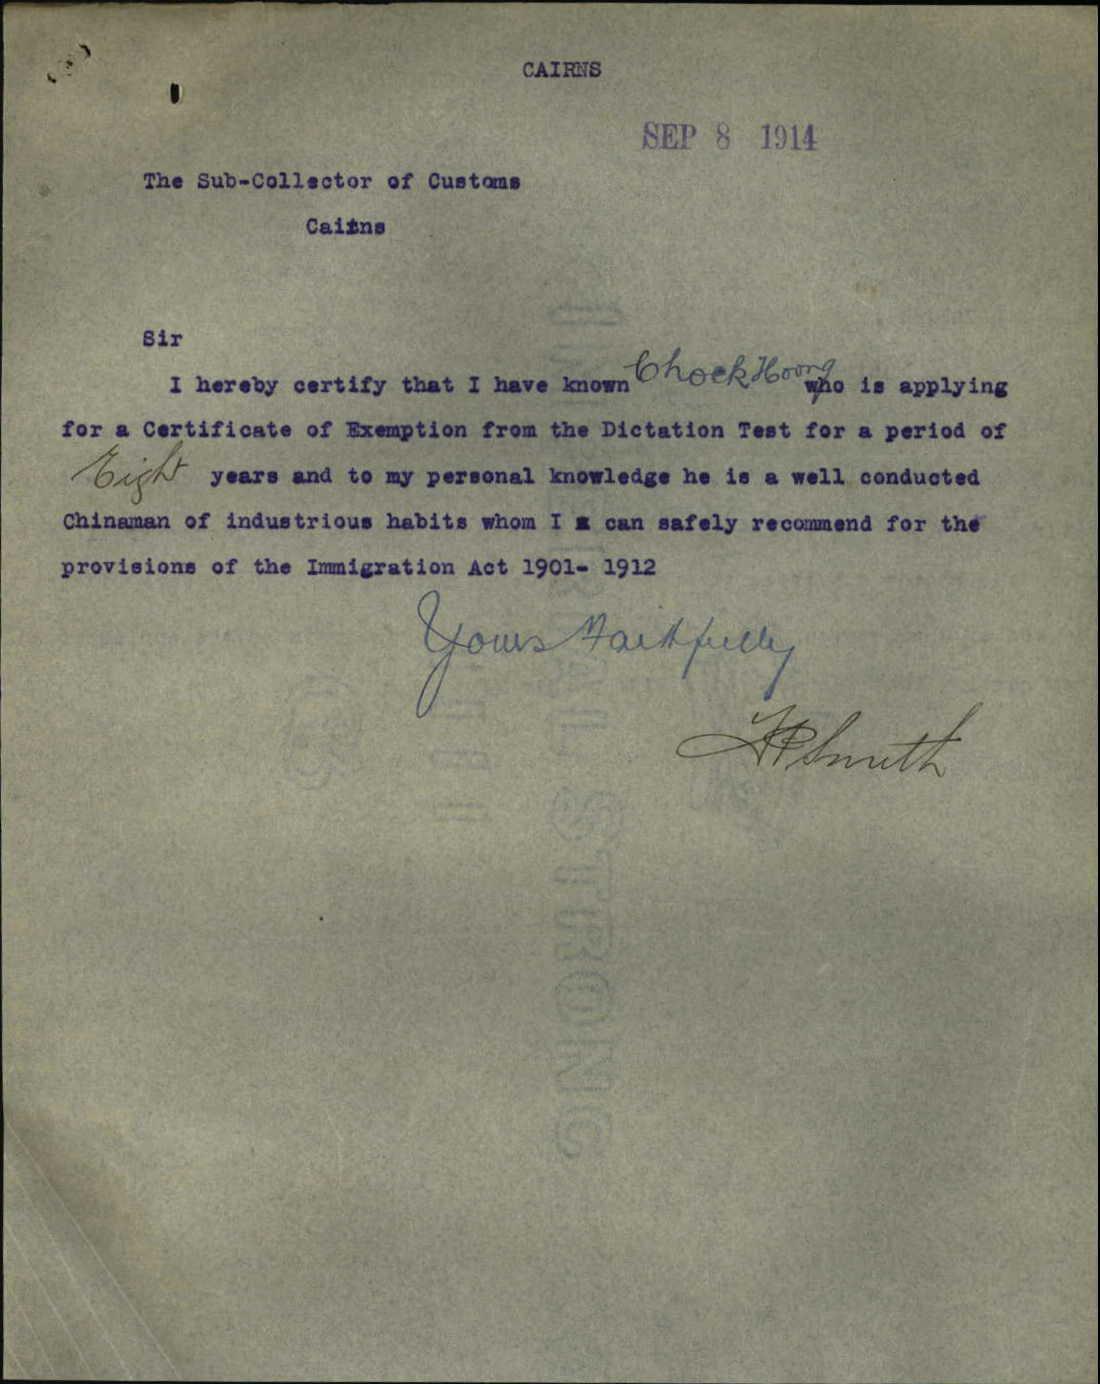 CAIRNS
SEP 8 1914
The Sub-Collector of Customs
Cairns
Sir
I hereby certify that I have known Chock Hoong who is applying
for a Certificate of Exemption from the Dictation Test for a period of
Eight years and to my personal knowledge he is a well conducted
Chinaman of industrious habits whom I can safely recommend for the
provisions of the Immigration Act 1901- 1912
Yours Faithfully
Smith
STRONG